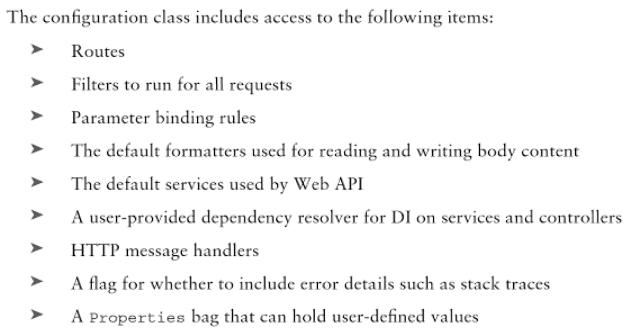 The configuration class includes access to the following items:
➤ Routes
➤ Filters to run for all requests
➤ Parameter binding rules
➤ The default formatters used for reading and writing body content
➤ The default services used by Web API
➤ A user-provided dependency resolver for DI on services and controllers
➤ HTTP message handlers
➤ A flag for whether to include error details such as stack traces
➤ A Properties bag that can hold user-defined values